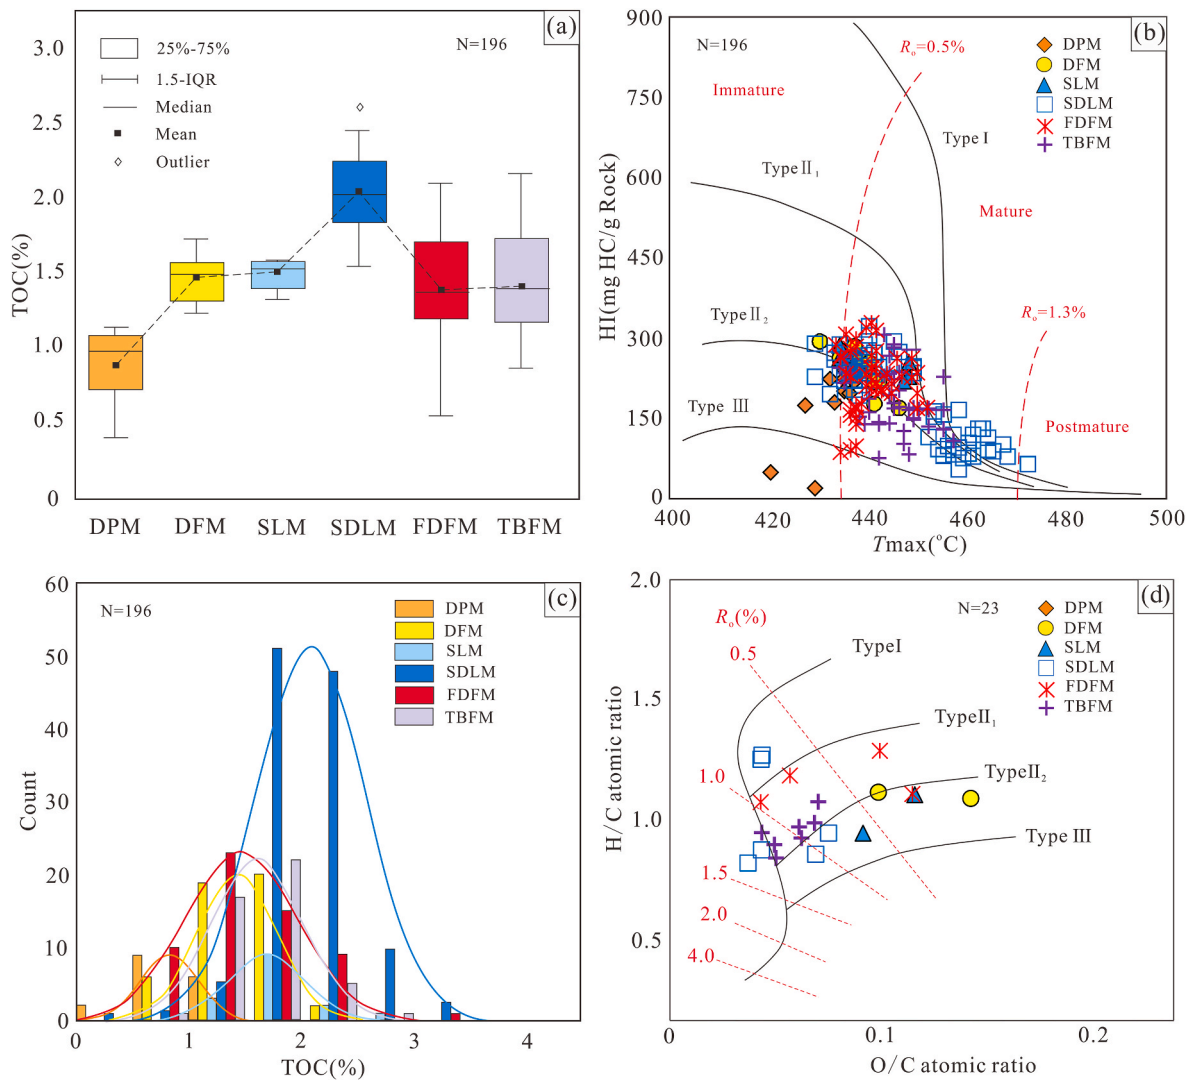 (a)
N=196
25%-75%
1.5-IQR
Median
Mean
Outlier
TOC(%)
3.0
2.5
2.0
1.5
1.0
0.5
0
DPM
DFM
SLM
SDLM
FDFM
TBFM
(b)
N=196
Ro=0.5%
Immature
Type I
TypeⅡ1
Mature
TypeⅡ2
Ro=1.3%
Type Ⅲ
Postmature
DPM
DFM
SLM
SDLM
FDFM
TBFM
HI(mg HC/g Rock)
900
750
600
450
300
150
0
400
420
440
460
480
500
Tmax(°C)
(c)
N=196
DPM
DFM
SLM
SDLM
FDFM
TBFM
Count
60
50
40
30
20
10
0
0
1
2
3
4
TOC(%)
(d)
N=23
Ro(%)
0.5
1.0
1.5
2.0
4.0
TypeI
TypeⅡ1
TypeⅡ2
Type Ⅲ
DPM
DFM
SLM
SDLM
FDFM
TBFM
H/C atomic ratio
2.0
1.5
1.0
0.5
0
0.1
0.2
O/C atomic ratio